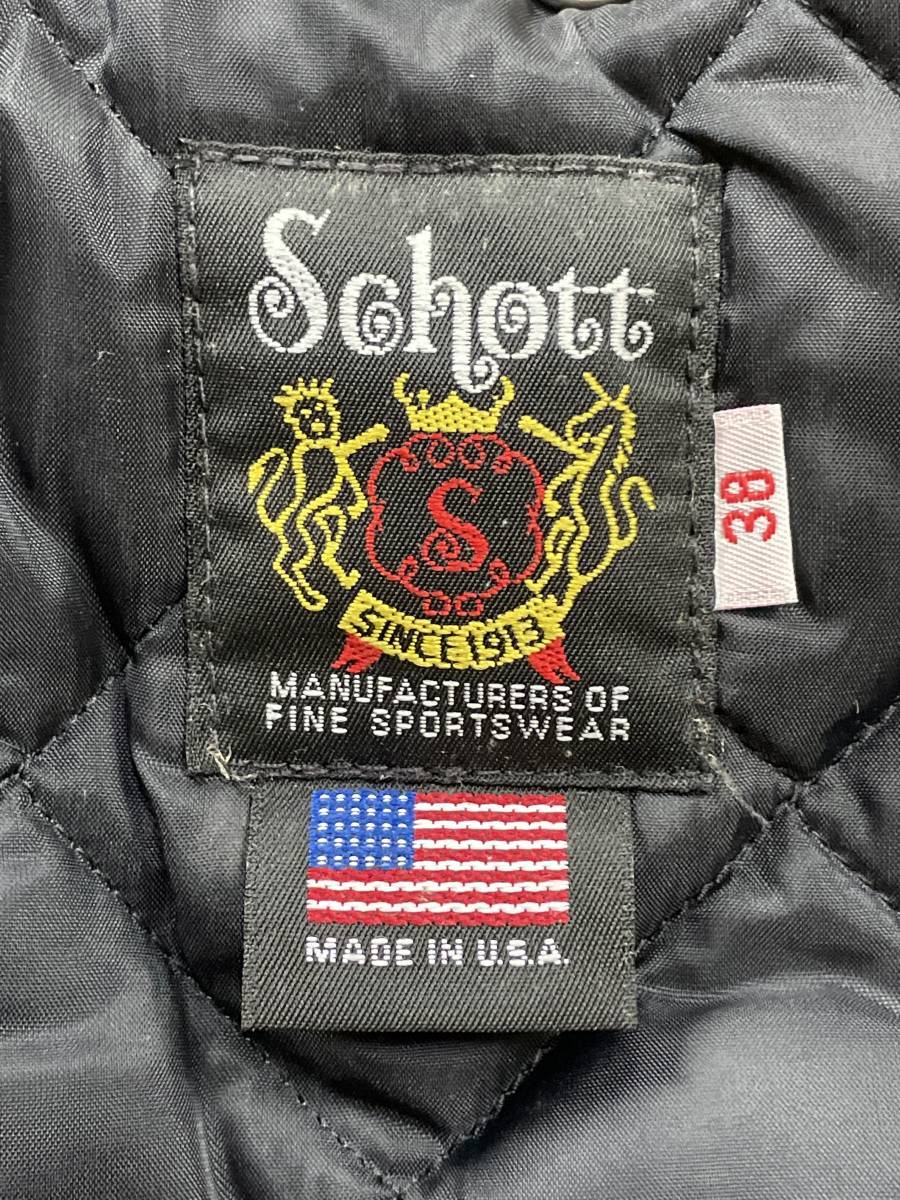 Schott
S
38
SINCE 1913
MANUFACTURERS OF
FINE SPORTSWEAR
MADE IN U.S.A.